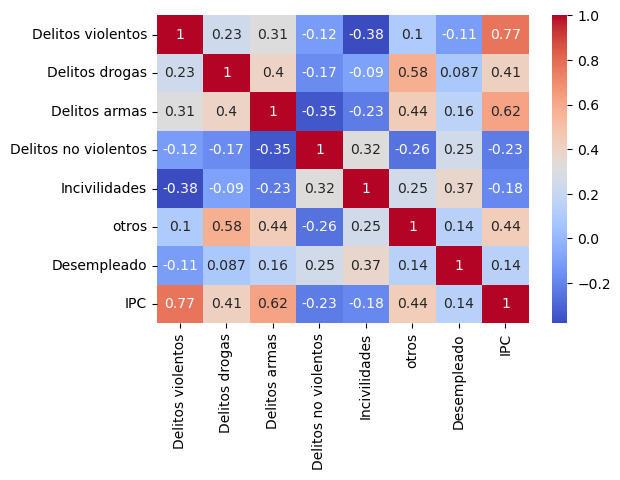 Delitos violentos 1 0.23 0.31 -0.12 -0.38 0.1 -0.11 0.77
Delitos drogas 0.23 1 0.4 -0.17 -0.09 0.58 0.087 0.41
Delitos armas 0.31 0.4 1 -0.35 -0.23 0.44 0.16 0.62
Delitos no violentos -0.12 -0.17 -0.35 1 0.32 -0.26 0.25 -0.23
Incivilidades -0.38 -0.09 -0.23 0.32 1 0.25 0.37 -0.18
otros 0.1 0.58 0.44 -0.26 0.25 1 0.14 0.44
Desempleado -0.11 0.087 0.16 0.25 0.37 0.14 1 0.14
IPC 0.77 0.41 0.62 -0.23 -0.18 0.44 0.14 1
Delitos violentos
Delitos drogas
Delitos armas
Delitos no violentos
Incivilidades
otros
Desempleado
IPC
1.0
0.8
0.6
0.4
0.2
0.0
−0.2